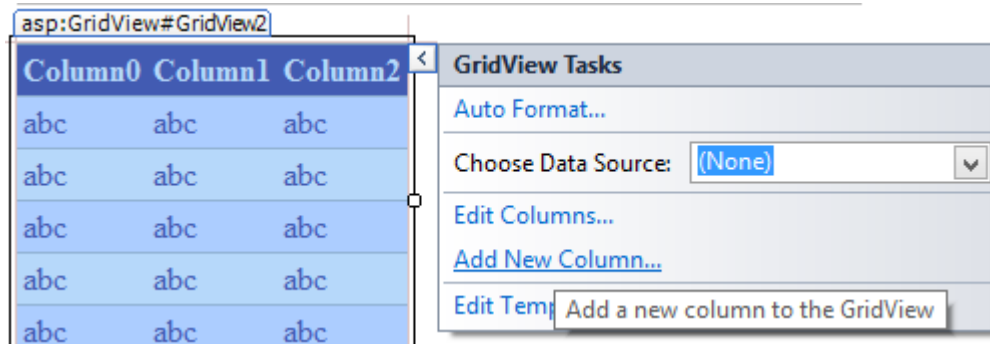 asp:GridView#GridView2
Column0 Column1 Column2
abc abc abc
abc abc abc
abc abc abc
abc abc abc
abc abc abc
<
GridView Tasks
Auto Format...
Choose Data Source: (None)
Edit Columns...
Add New Column...
Edit Temp
Add a new column to the GridView